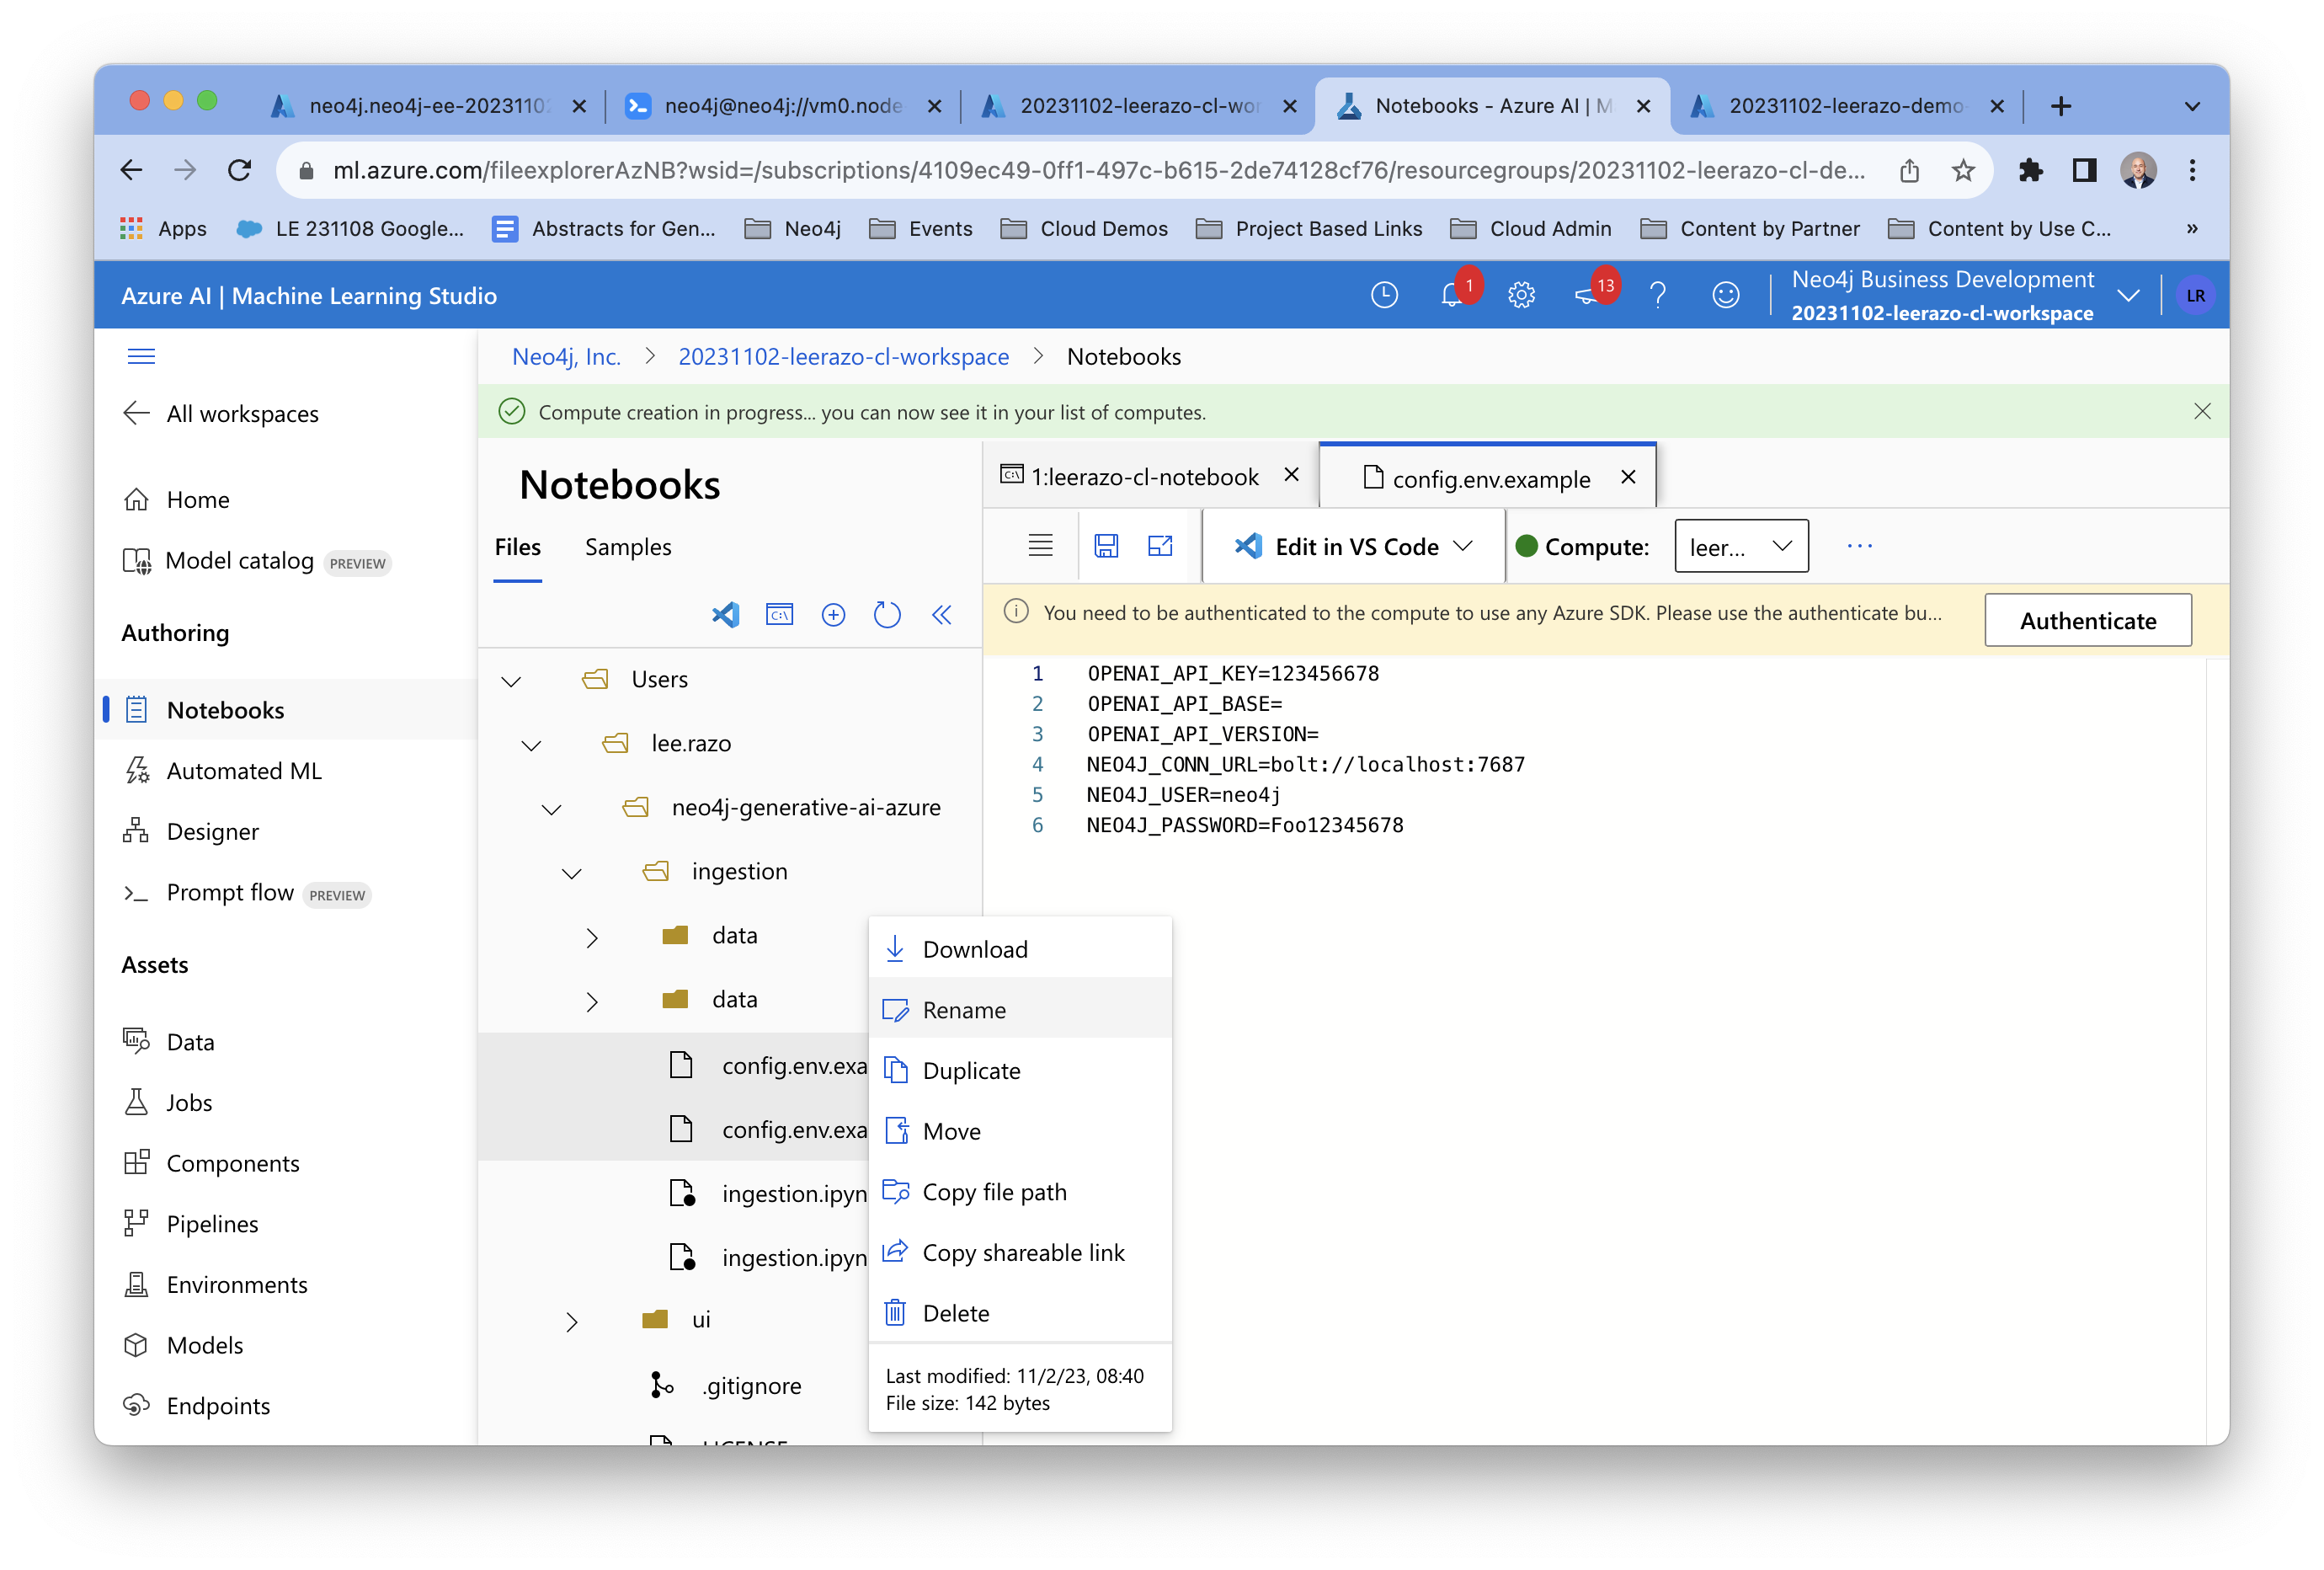 neo4j.neo4j-ee-2023110
neo4j@neo4j://vm0.node
20231102-leerazo-cl-wor
Notebooks - Azure AI | M
20231102-leerazo-demo
ml.azure.com/fileexplorerAzNB?wsid=/subscriptions/4109ec49-0ff1-497c-b615-2de74128cf76/resourcegroups/20231102-leerazo-cl-de...
Apps
LE 231108 Google...
Abstracts for Gen...
Neo4j
Events
Cloud Demos
Project Based Links
Cloud Admin
Content by Partner
Content by Use C...
»
Azure AI | Machine Learning Studio
1
13
Neo4j Business Development
20231102-leerazo-cl-workspace
LR
All workspaces
Home
Model catalog PREVIEW
Authoring
Notebooks
Automated ML
Designer
Prompt flow PREVIEW
Assets
Data
Jobs
Components
Pipelines
Environments
Models
Endpoints
Neo4j, Inc. > 20231102-leerazo-cl-workspace > Notebooks
Compute creation in progress... you can now see it in your list of computes.
Notebooks
Files
Samples
Users
lee.razo
neo4j-generative-ai-azure
ingestion
data
data
config.env.exa
config.env.exa
ingestion.ipyn
ingestion.ipyn
ui
.gitignore
LICENSE
Download
Rename
Duplicate
Move
Copy file path
Copy shareable link
Delete
Last modified: 11/2/23, 08:40
File size: 142 bytes
1:leerazo-cl-notebook
config.env.example
Edit in VS Code
Compute:
leer...
You need to be authenticated to the compute to use any Azure SDK. Please use the authenticate bu...
Authenticate
1 OPENAI_API_KEY=123456678
2 OPENAI_API_BASE=
3 OPENAI_API_VERSION=
4 NEO4J_CONN_URL=bolt://localhost:7687
5 NEO4J_USER=neo4j
6 NEO4J_PASSWORD=Foo12345678